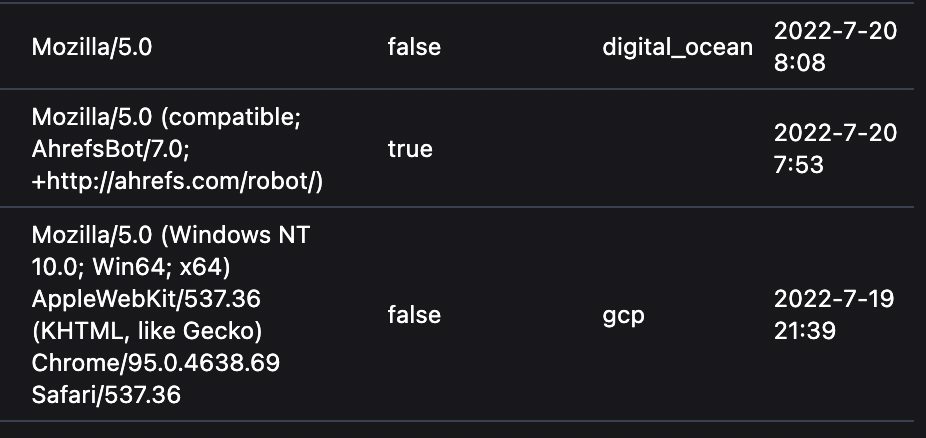 Mozilla/5.0 false digital_ocean 2022-7-20
8:08
Mozilla/5.0 (compatible;
AhrefsBot/7.0;
+http://ahrefs.com/robot/)
true
2022-7-20
7:53
Mozilla/5.0 (Windows NT
10.0; Win64; x64)
AppleWebKit/537.36
(KHTML, like Gecko)
Chrome/95.0.4638.69
Safari/537.36
false
gcp
2022-7-19
21:39